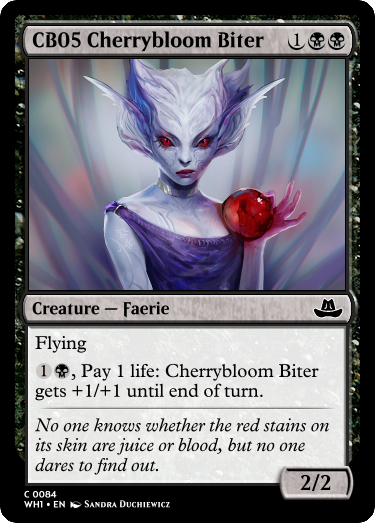 CB05 Cherrybloom Biter 1
Creature — Faerie
Flying
1, Pay 1 life: Cherrybloom Biter
gets +1/+1 until end of turn.
No one knows whether the red stains on
its skin are juice or blood, but no one
dares to find out.
2/2
C 0084
WH1 • EN Sandra Duchiewicz